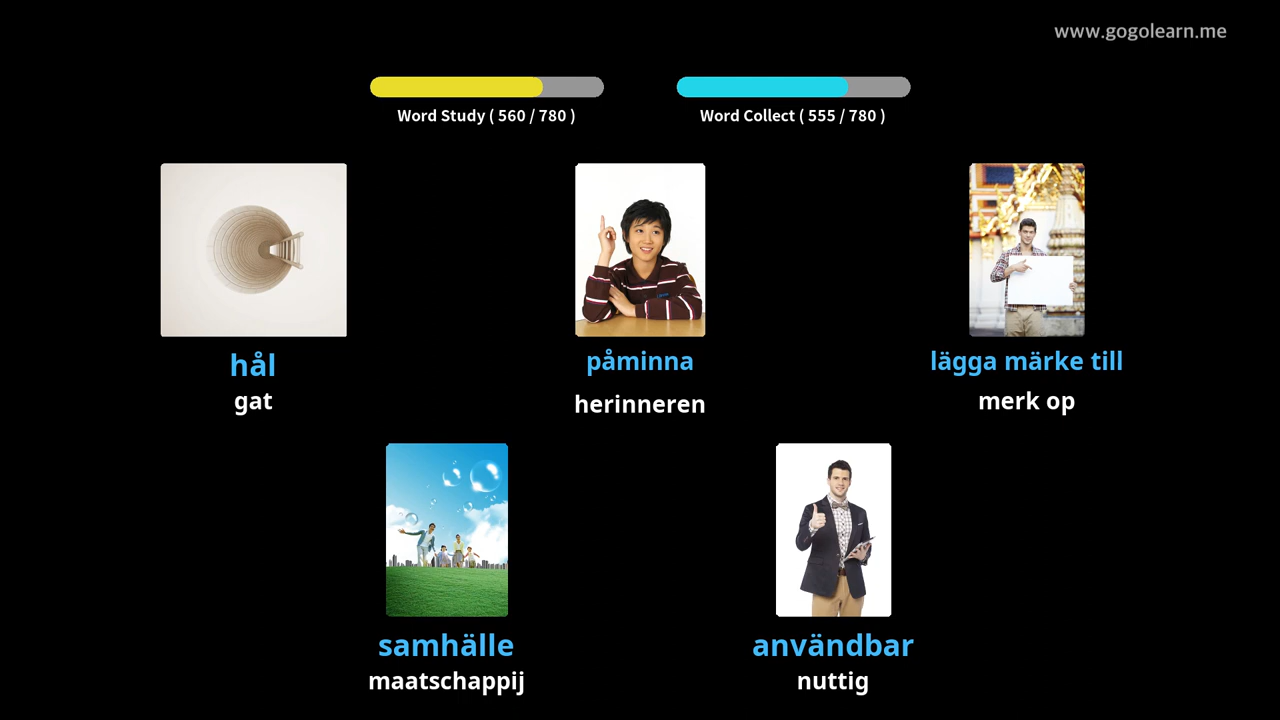 www.gogolearn.me
Word Study ( 560 / 780 )
Word Collect ( 555 / 780 )
hål
gat
påminna
herinneren
lägga märke till
merk op
samhälle
maatschappij
användbar
nuttig